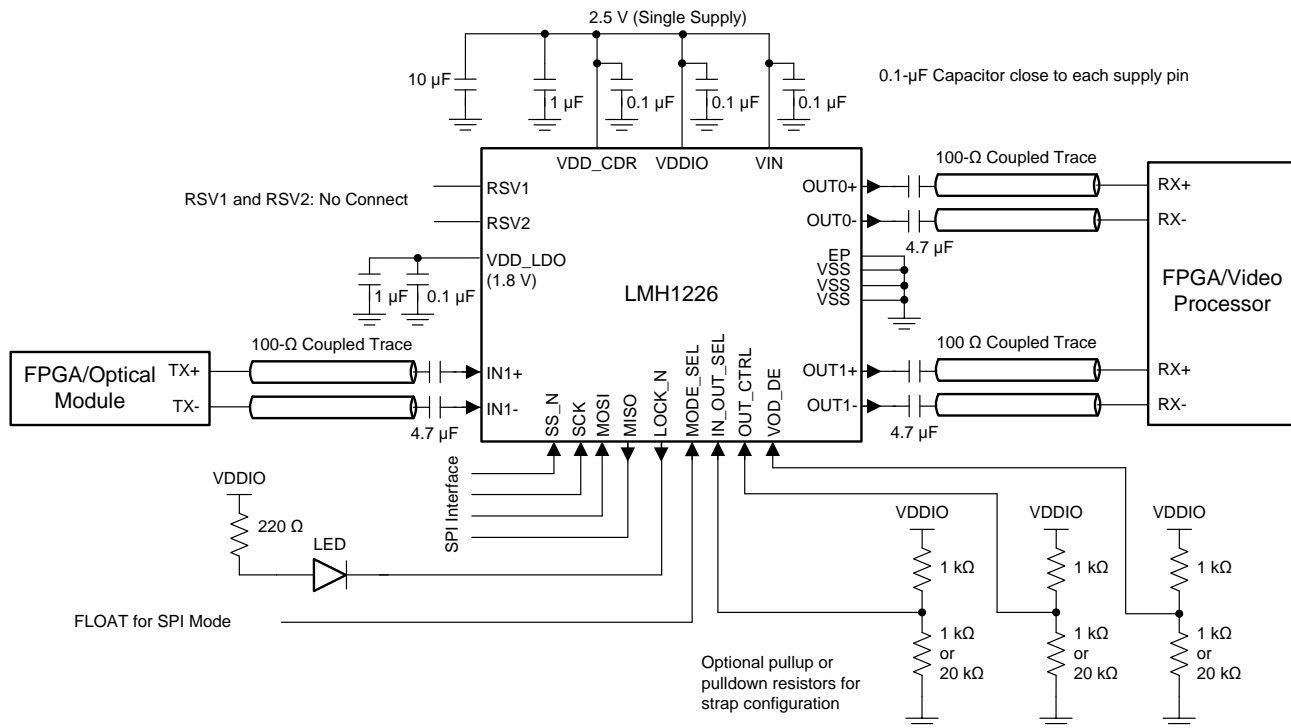 2.5 V (Single Supply)
10 µF
1 µF
0.1 µF
0.1 µF
0.1 µF
0.1-µF Capacitor close to each supply pin
VDD_CDR
VDDIO
VIN
RSV1
RSV2
RSV1 and RSV2: No Connect
VDD_LDO
(1.8 V)
1 µF
0.1 µF
LMH1226
OUT0+
OUT0-
100-Ω Coupled Trace
4.7 µF
RX+
RX-
EP
VSS
VSS
VSS
FPGA/Video
Processor
FPGA/Optical
Module
TX+
TX-
100-Ω Coupled Trace
4.7 µF
IN1+
IN1-
SS_N
SCK
MOSI
MISO
LOCK_N
MODE_SEL
IN_OUT_SEL
OUT_CTRL
VOD_DE
OUT1+
OUT1-
100 Ω Coupled Trace
4.7 µF
RX+
RX-
SPI Interface
VDDIO
220 Ω
LED
FLOAT for SPI Mode
VDDIO
1 kΩ
1 kΩ
or
20 kΩ
VDDIO
1 kΩ
1 kΩ
or
20 kΩ
VDDIO
1 kΩ
1 kΩ
or
20 kΩ
Optional pullup or
pulldown resistors for
strap configuration